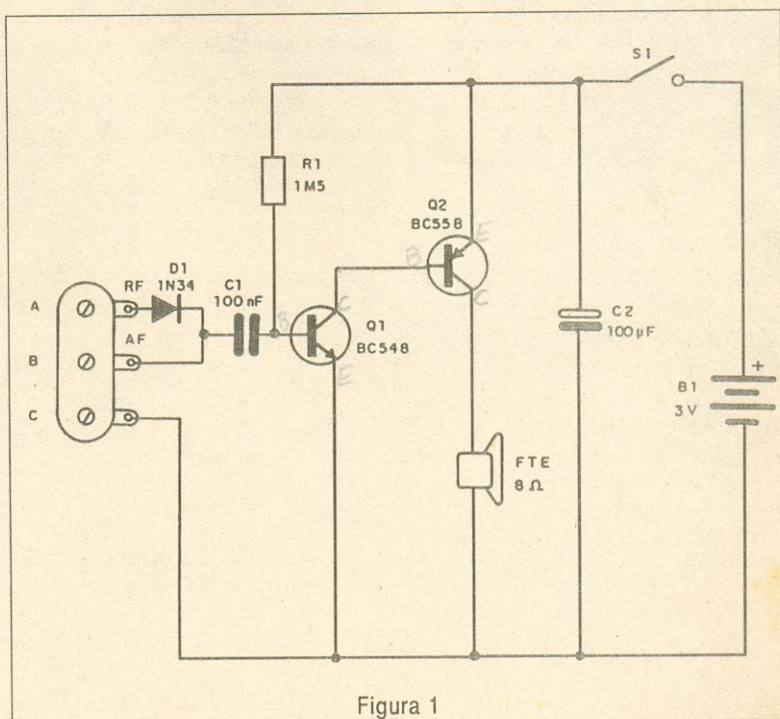 S1
R1
1M5
Q2
BC558
E
B
C
D1
1N34
RF
C1
100nF
A
C
B
Q1
BC548
E
AF
B
C
C2
100µF
+
B1
3V
FTE
8Ω
Figura 1